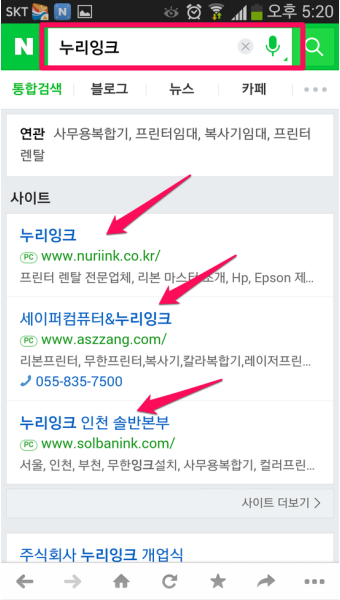 SKT N 오후 5:20
N 누리잉크
통합검색 블로그 뉴스 카페
연관 사무용복합기, 프린터임대, 복사기임대, 프린터
렌탈
사이트
누리잉크
PC www.nuriink.co.kr/
프린터 렌탈 전문업체, 리본 마스터 소개, Hp, Epson 제...
세이퍼컴퓨터&누리잉크
PC www.aszzang.com/
리본프린터, 무한프린터,복사기,칼라복합기,레이저프린...
055-835-7500
누리잉크 인천 솔반본부
PC www.solbanink.com/
서울, 인천, 부천, 무한잉크설치, 사무용복합기, 컬러프린...
사이트 더보기 >
주식회사 누리잉크 개업식